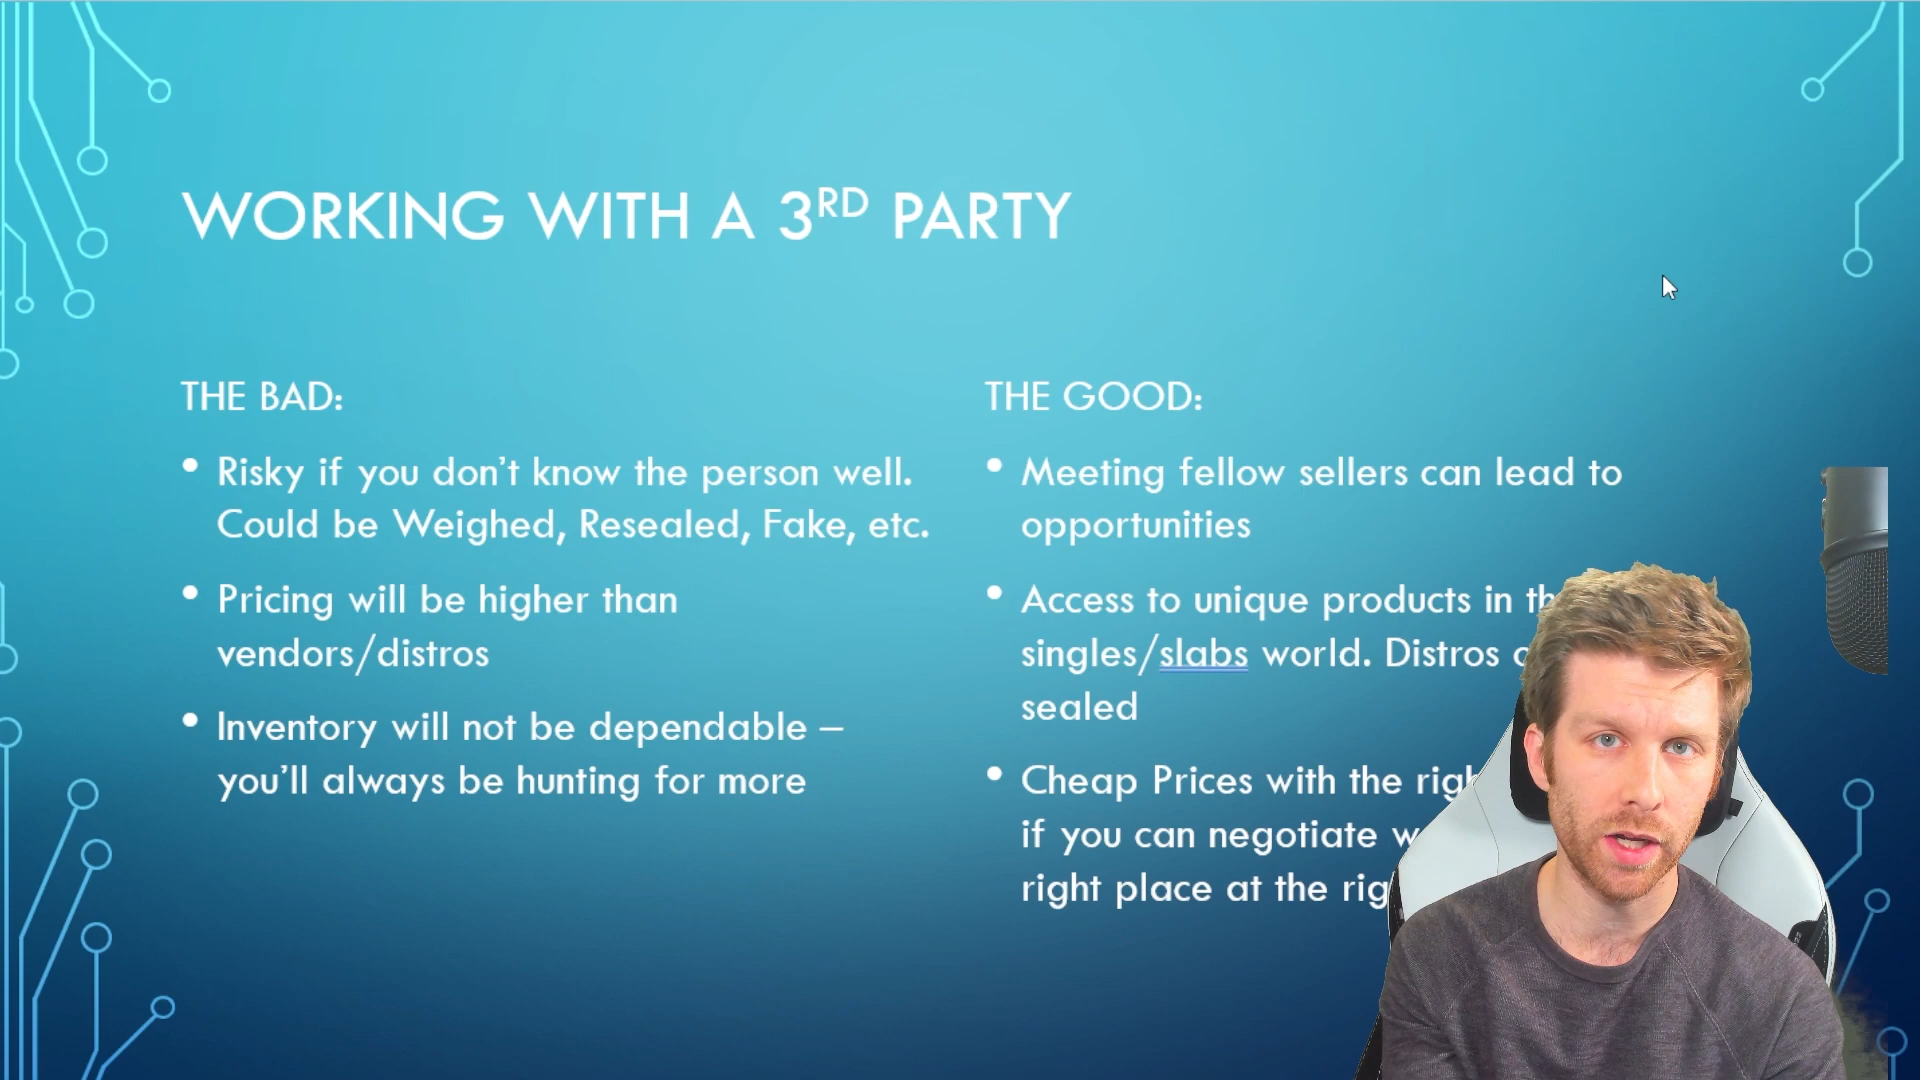 WORKING WITH A 3RD PARTY
THE BAD:
• Risky if you don't know the person well.
Could be Weighed, Resealed, Fake, etc.
• Pricing will be higher than
vendors/distros
• Inventory will not be dependable –
you'll always be hunting for more
THE GOOD:
• Meeting fellow sellers can lead to
opportunities
• Access to unique products in
singles/slabs world. Distros
sealed
• Cheap Prices with the
if you can negotiate
right place at the